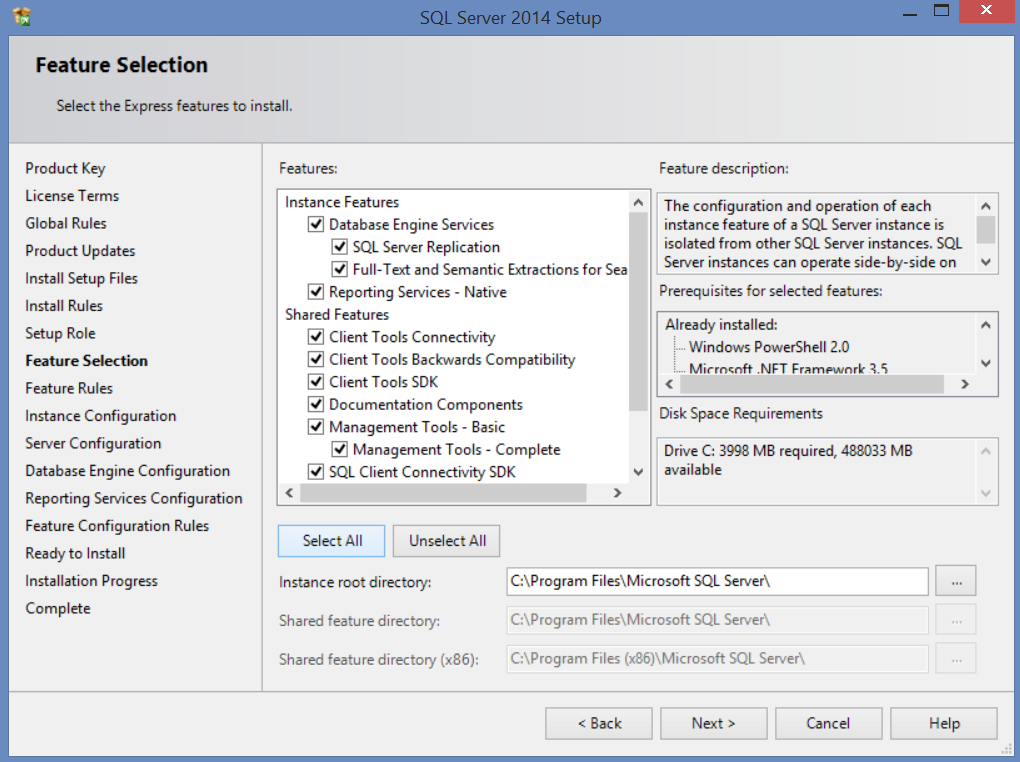 SQL Server 2014 Setup
Feature Selection
Select the Express features to install.
Product Key
License Terms
Global Rules
Product Updates
Install Setup Files
Install Rules
Setup Role
Feature Selection
Feature Rules
Instance Configuration
Server Configuration
Database Engine Configuration
Reporting Services Configuration
Feature Configuration Rules
Ready to Install
Installation Progress
Complete
Features:
Instance Features
Database Engine Services
SQL Server Replication
Full-Text and Semantic Extractions for Sea
Reporting Services - Native
Shared Features
Client Tools Connectivity
Client Tools Backwards Compatibility
Client Tools SDK
Documentation Components
Management Tools - Basic
Management Tools - Complete
SQL Client Connectivity SDK
Feature description:
The configuration and operation of each
instance feature of a SQL Server instance is
isolated from other SQL Server instances. SQL
Server instances can operate side-by-side on
Prerequisites for selected features:
Already installed:
Windows PowerShell 2.0
Microsoft .NET Framework 3.5
Disk Space Requirements
Drive C: 3998 MB required, 488033 MB
available
Select All
Unselect All
Instance root directory:
C:\Program Files\Microsoft SQL Server\
...
Shared feature directory:
C:\Program Files\Microsoft SQL Server\
...
Shared feature directory (x86):
C:\Program Files (x86)\Microsoft SQL Server\
...
< Back
Next >
Cancel
Help